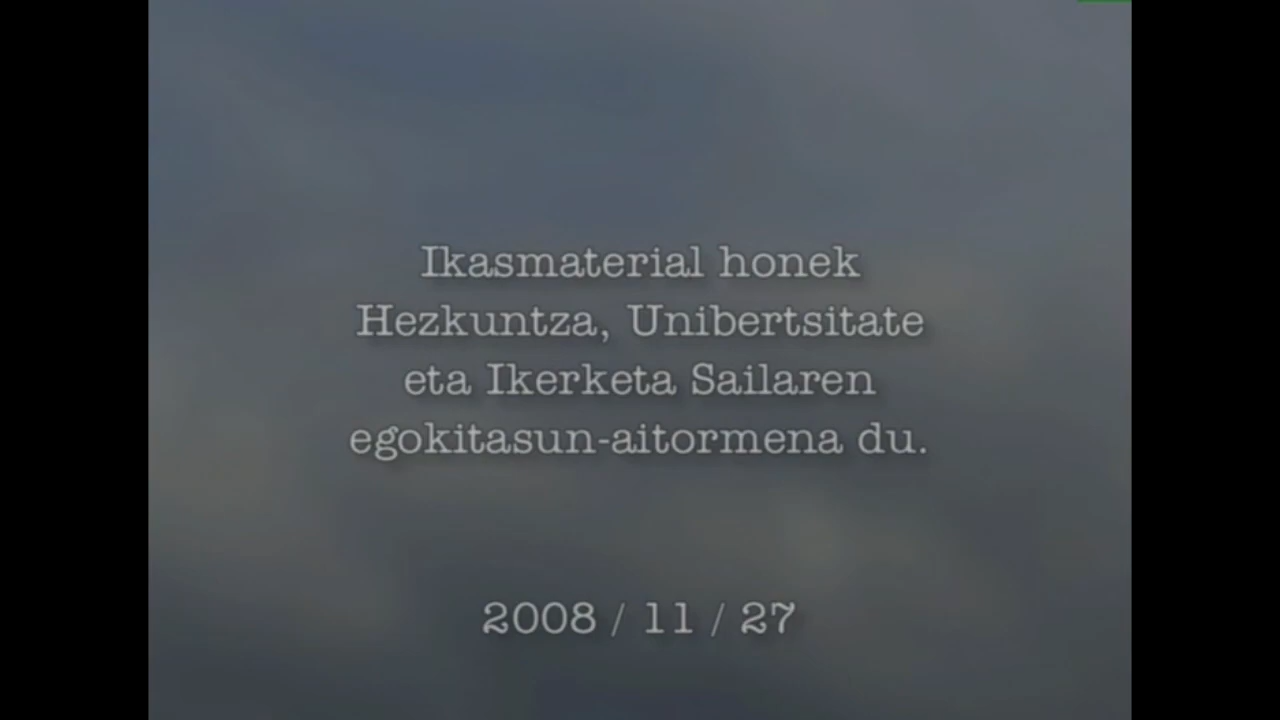 Ikasmaterial honek
Hezkuntza, Unibertsitate
eta Ikerketa Sailaren
egokitasun-aitormena du.
2008 / 11 / 27